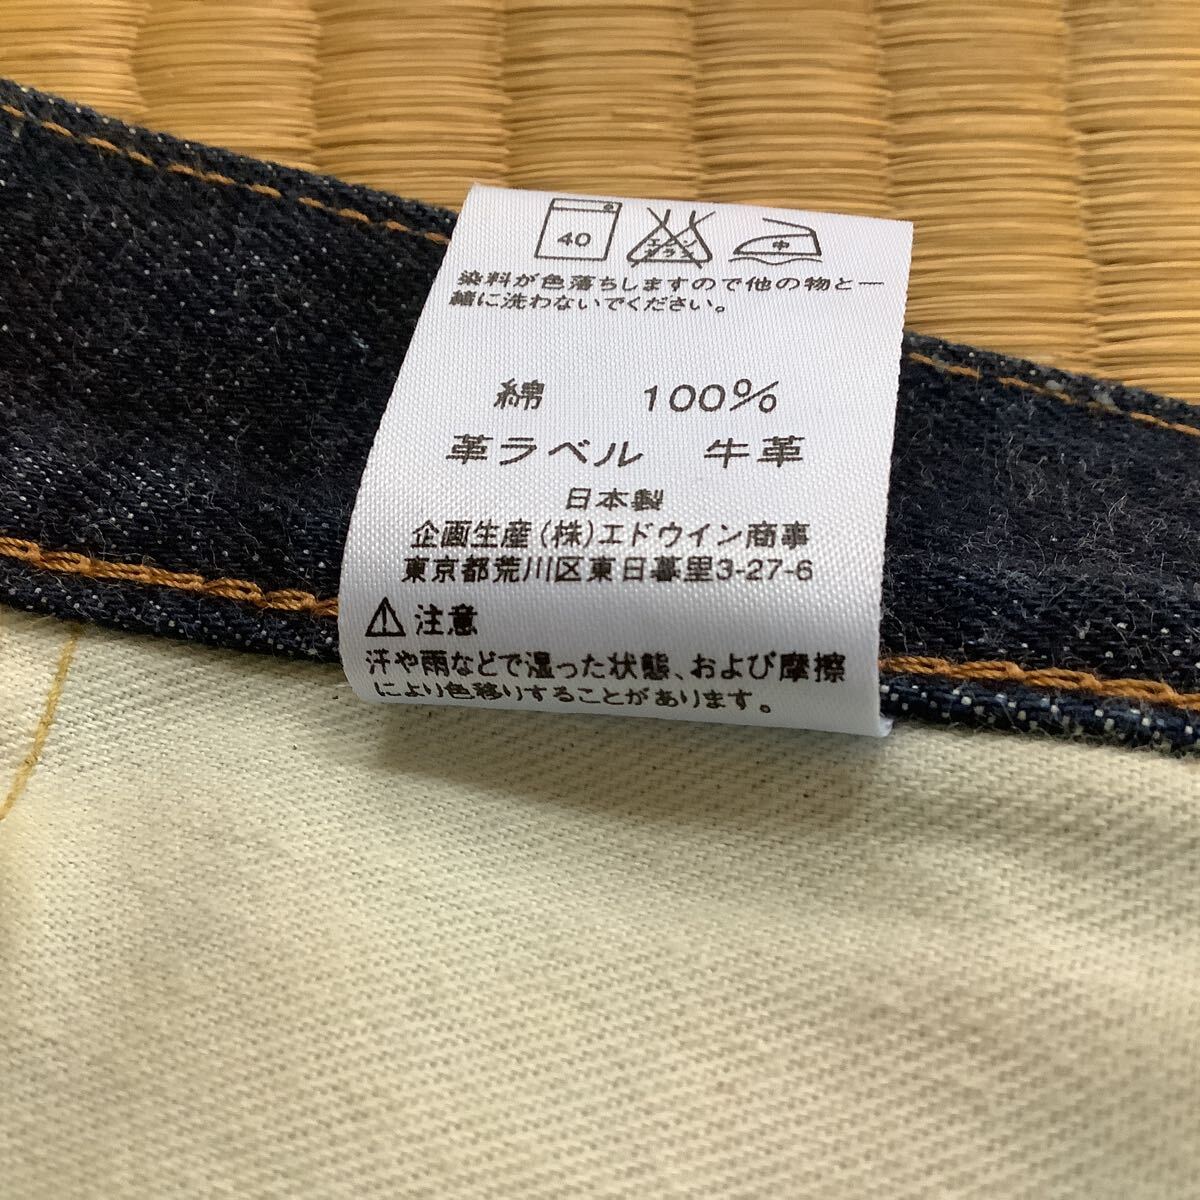 40 エンソ サラシ 中
染料が色落ちしますので他の物と一
緒に洗わないでください。
綿 100%
革ラベル 牛革
日本製
企画生産(株)エドウイン商事
東京都荒川区東日暮里3-27-6
⚠注意
汗や雨などで湿った状態、および摩擦
により色移りすることがあります。